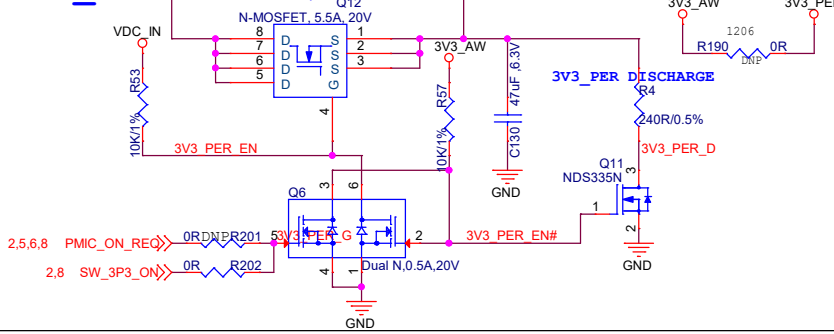 Q12
N-MOSFET, 5.5A, 20V
VDC_IN
8
7
6
5
D
D
D
D
S
S
S
G
1
2
3
4
3V3_AW
47uF ,6.3V
C130
GND
3V3_AW
3V3_PER
1206
R190
0R
DNP
3V3_PER DISCHARGE
R4
240R/0.5%
3V3_PER_D
R53
10K/1%
R57
10K/1%
3V3_PER_EN
Q6
3
6
Q11
NDS335N
3
1
2
GND
2,5,6,8
PMIC_ON_REQ
0R
DNP
R201
5
3V3_PER_G
2
3V3_PER_EN#
2,8
SW_3P3_ON
0R
R202
4
1
Dual N,0.5A,20V
GND